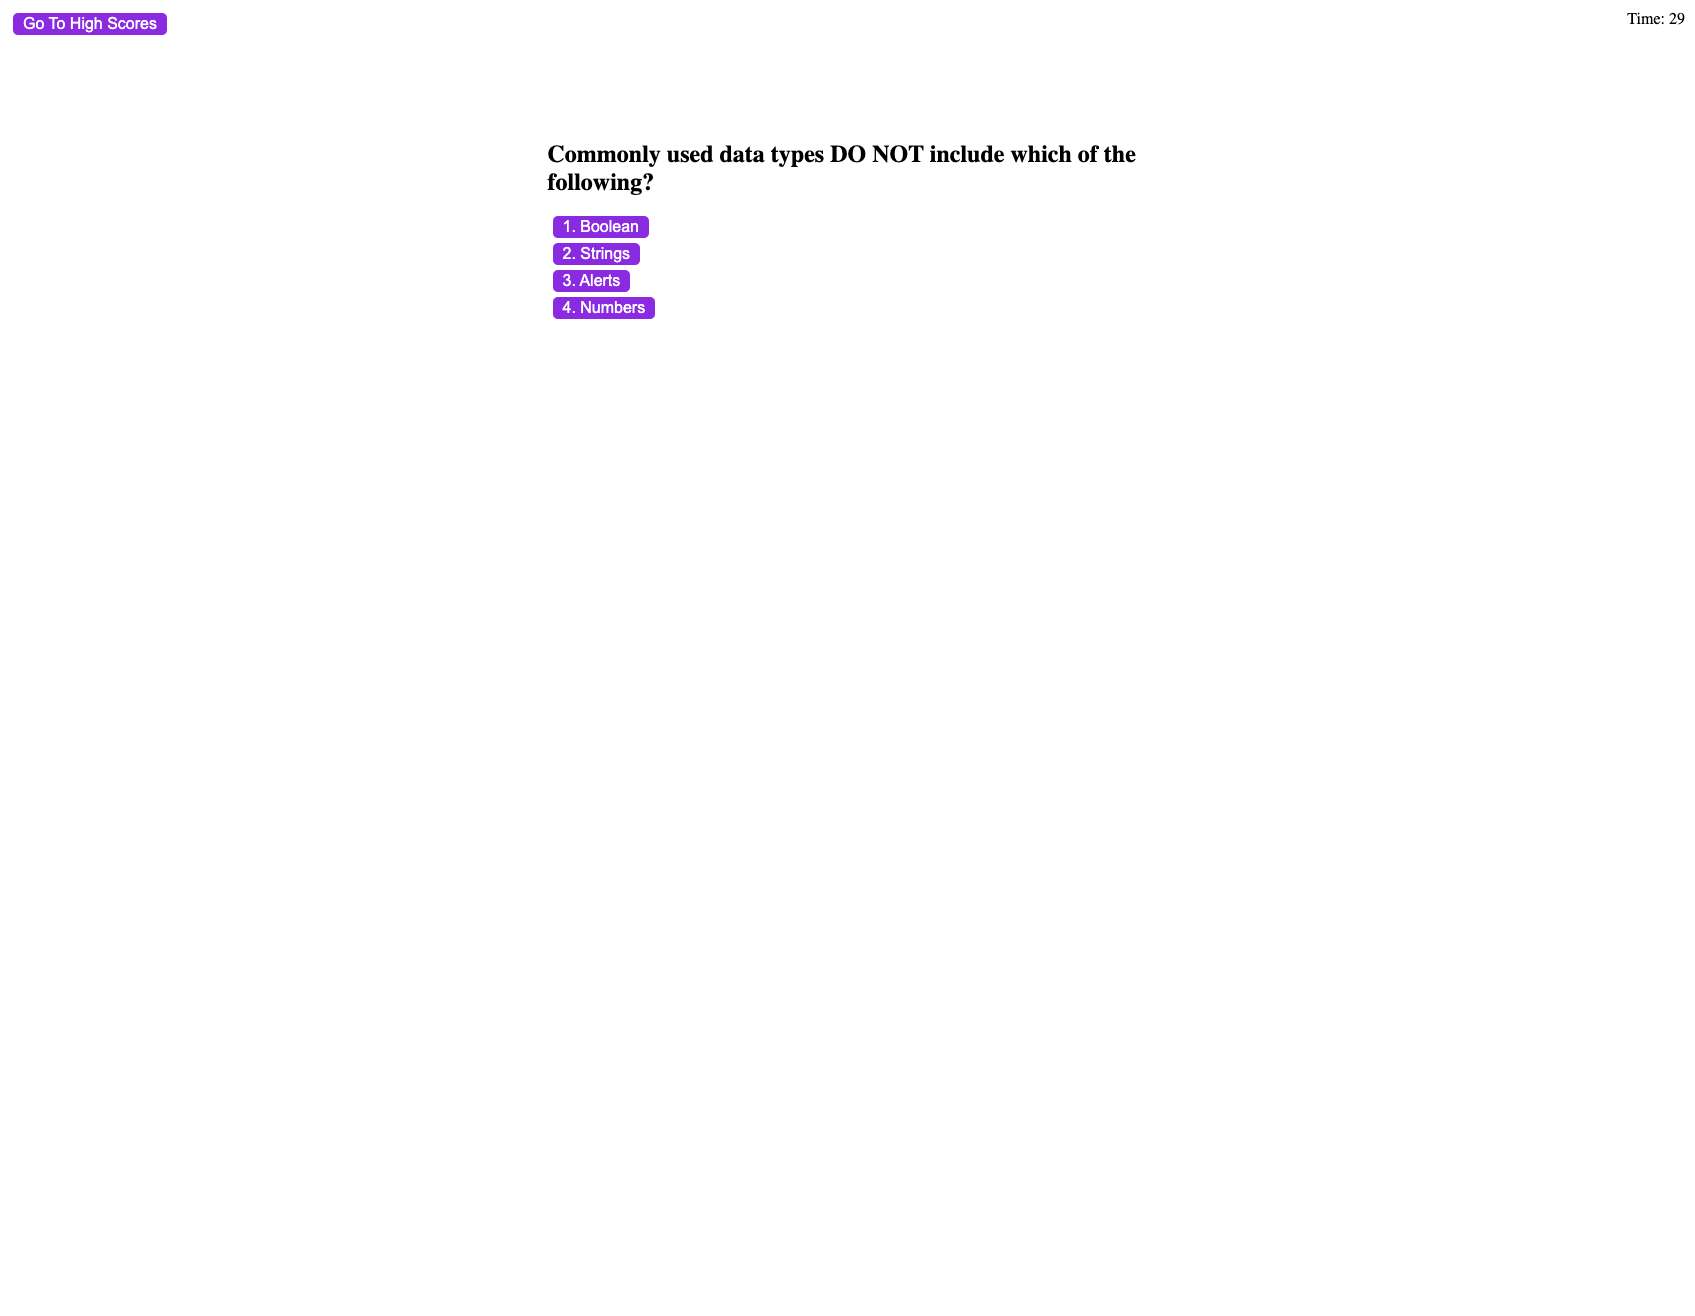 Go To High Scores
Time: 29
Commonly used data types DO NOT include which of the
following?
1. Boolean
2. Strings
3. Alerts
4. Numbers